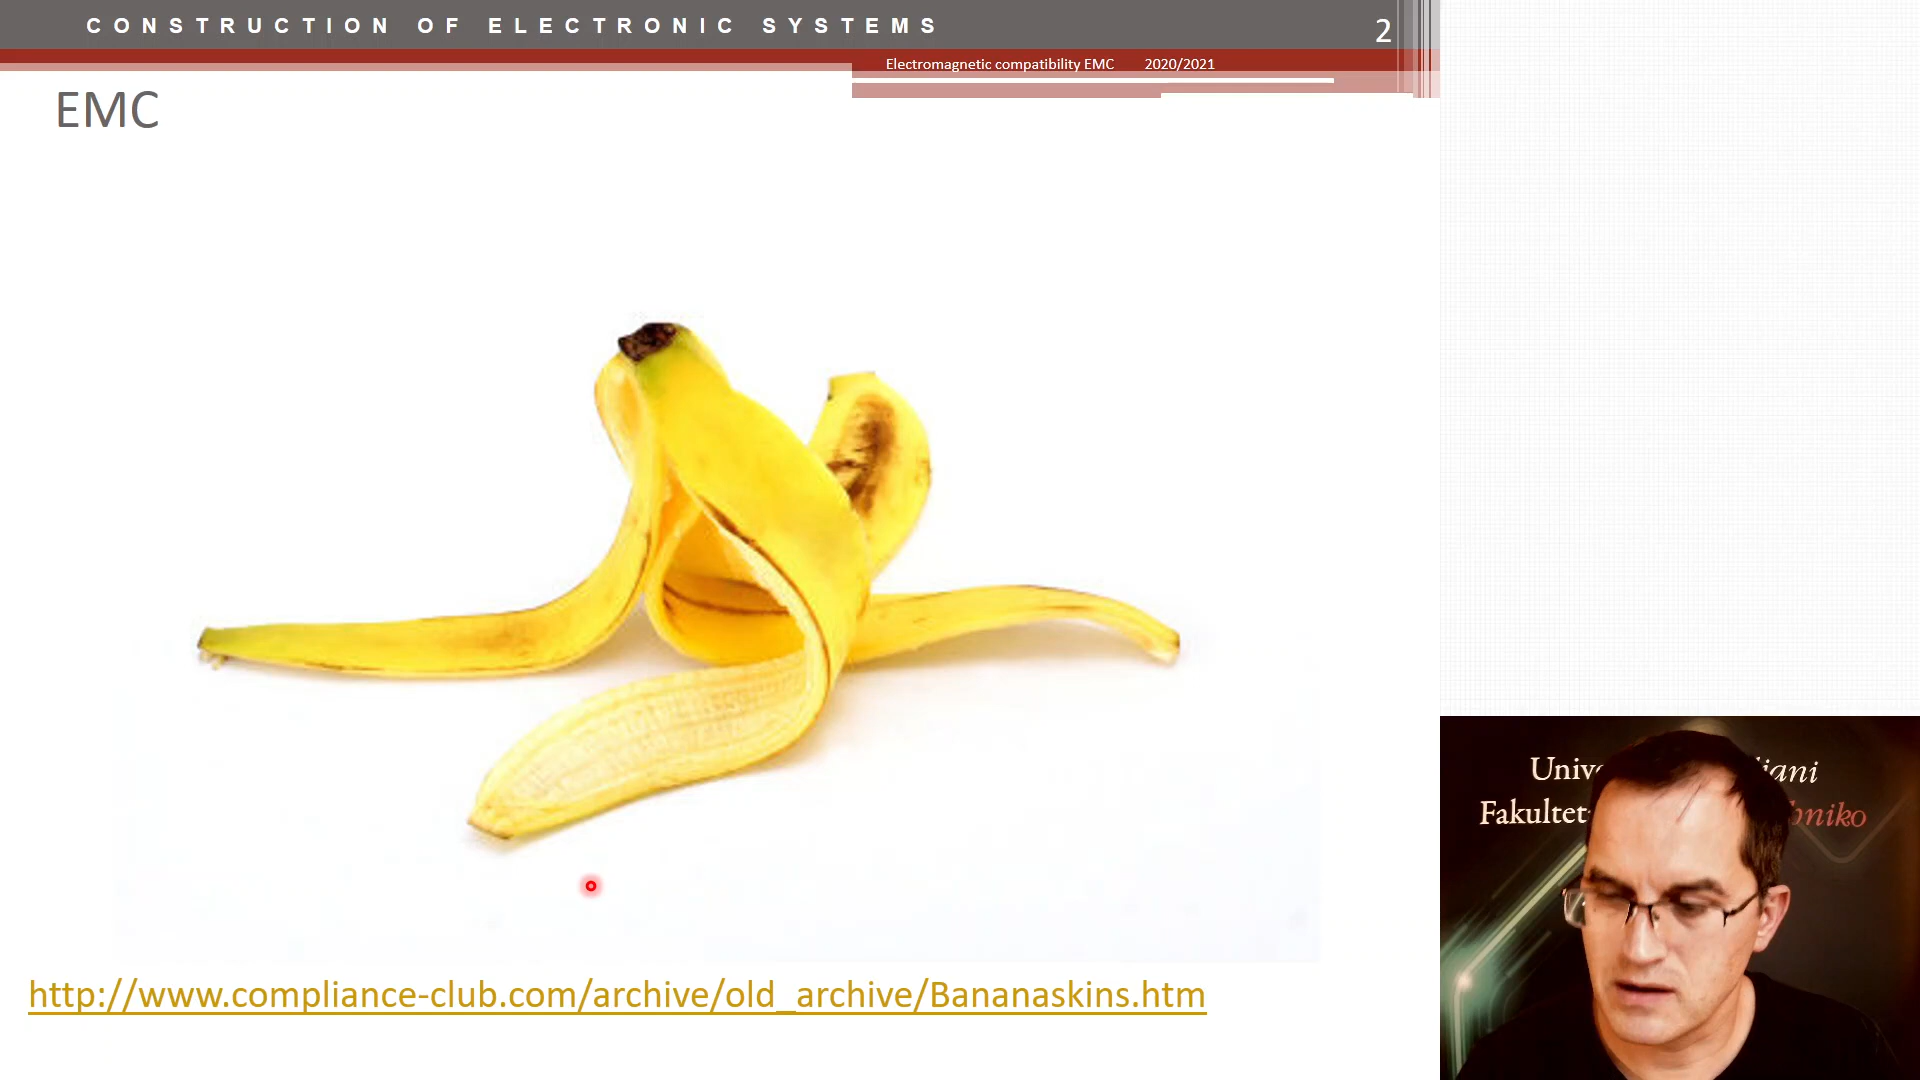 CONSTRUCTION OF ELECTRONIC SYSTEMS
2
Electromagnetic compatibility EMC 2020/2021
EMC
http://www.compliance-club.com/archive/old_archive/Bananaskins.htm